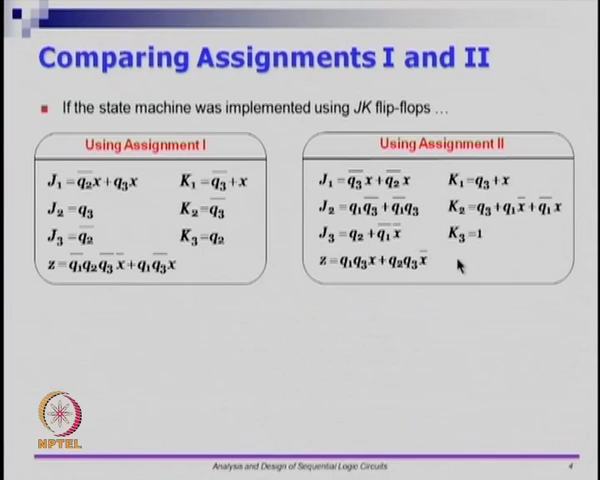 Comparing Assignments I and II
If the state machine was implemented using JK flip-flops …
Using Assignment I
J₁ = q̅₂x + q₃x K₁ = q̅₃ + x
J₂ = q₃ K₂ = q̅₃
J₃ = q̅₂ K₃ = q₂
z = q̅₁q₂q̅₃x̅ + q₁q̅₃x
Using Assignment II
J₁ = q̅₃x + q̅₂x K₁ = q₃ + x
J₂ = q₁q̅₃ + q̅₁q₃ K₂ = q₃ + q₁x̅ + q̅₁x
J₃ = q₂ + q̅₁x̅ K₃ = 1
z = q₁q₃x + q₂q₃x̅
NPTEL
Analysis and Design of Sequential Logic Circuits
4